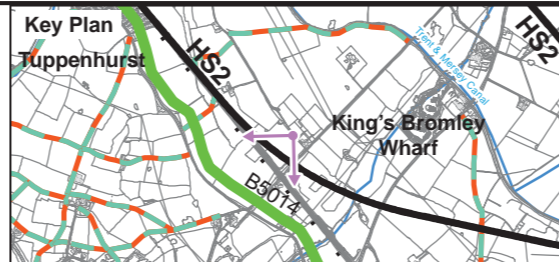 Key Plan
Tuppenhurst
HS2
HS2
Trent & Mersey Canal
King's Bromley
Wharf
B5014